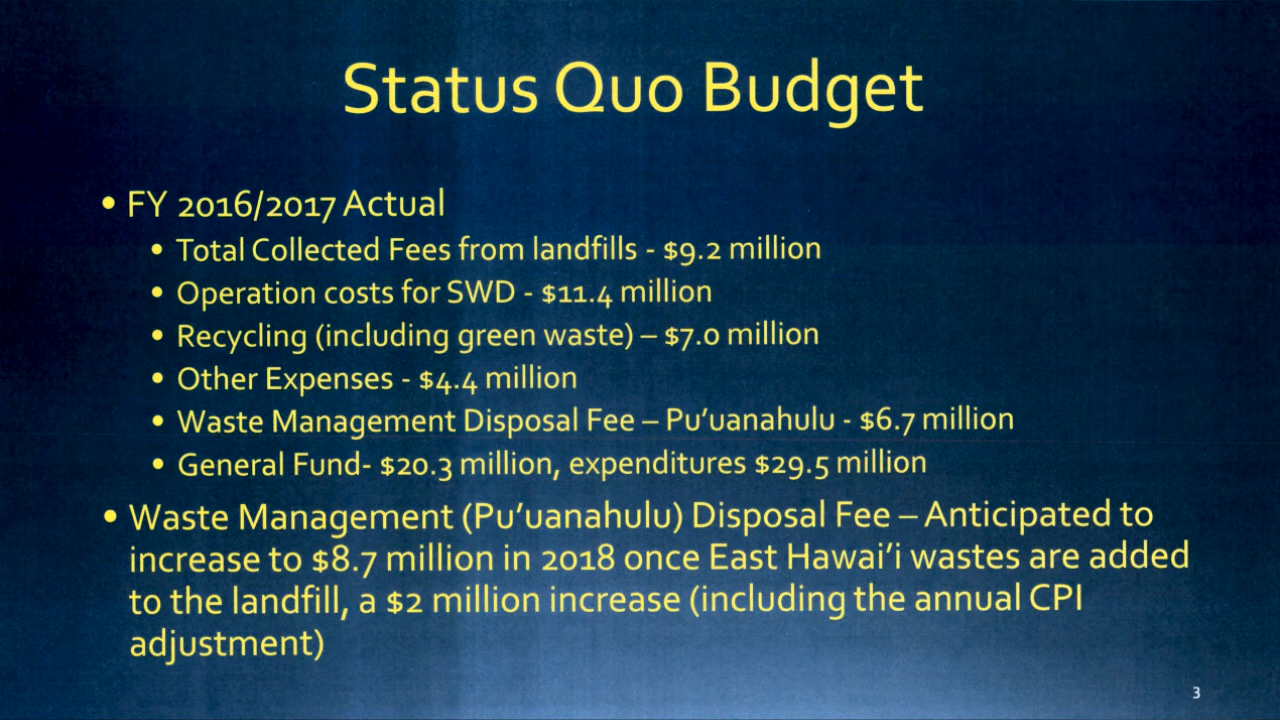 Status Quo Budget
• FY 2016/2017 Actual
• Total Collected Fees from landfills - $9.2 million
• Operation costs for SWD - $11.4 million
• Recycling (including green waste) – $7.0 million
• Other Expenses - $4.4 million
• Waste Management Disposal Fee – Pu’uanahulu - $6.7 million
• General Fund- $20.3 million, expenditures $29.5 million
• Waste Management (Pu’uanahulu) Disposal Fee – Anticipated to
increase to $8.7 million in 2018 once East Hawai’i wastes are added
to the landfill, a $2 million increase (including the annual CPI
adjustment)
3